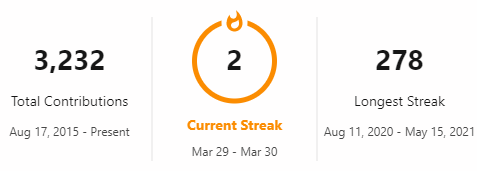 3,232
Total Contributions
Aug 17, 2015 - Present
2
Current Streak
Mar 29 - Mar 30
278
Longest Streak
Aug 11, 2020 - May 15, 2021